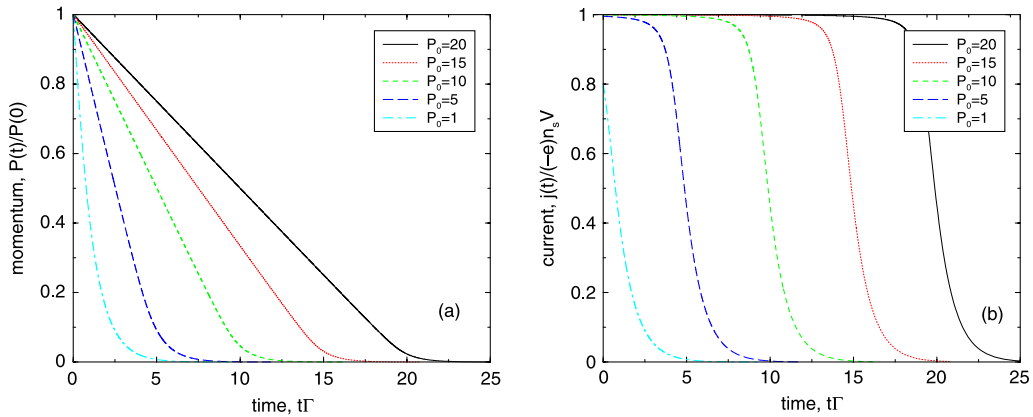 1
0.8
0.6
0.4
0.2
0
momentum, P(t)/P(0)
P₀=20
P₀=15
P₀=10
P₀=5
P₀=1
(a)
0 5 10 15 20 25
time, tΓ
1
0.8
0.6
0.4
0.2
0
current, j(t)/(−e)nₛV
P₀=20
P₀=15
P₀=10
P₀=5
P₀=1
(b)
0 5 10 15 20 25
time, tΓ